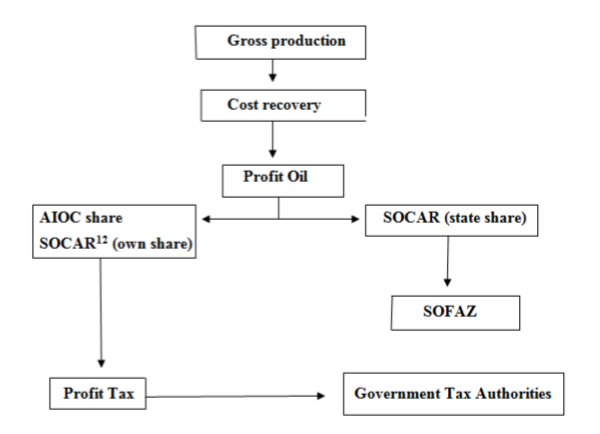 Gross production
Cost recovery
Profit Oil
AIOC share
SOCAR¹² (own share)
SOCAR (state share)
SOFAZ
Profit Tax
Government Tax Authorities